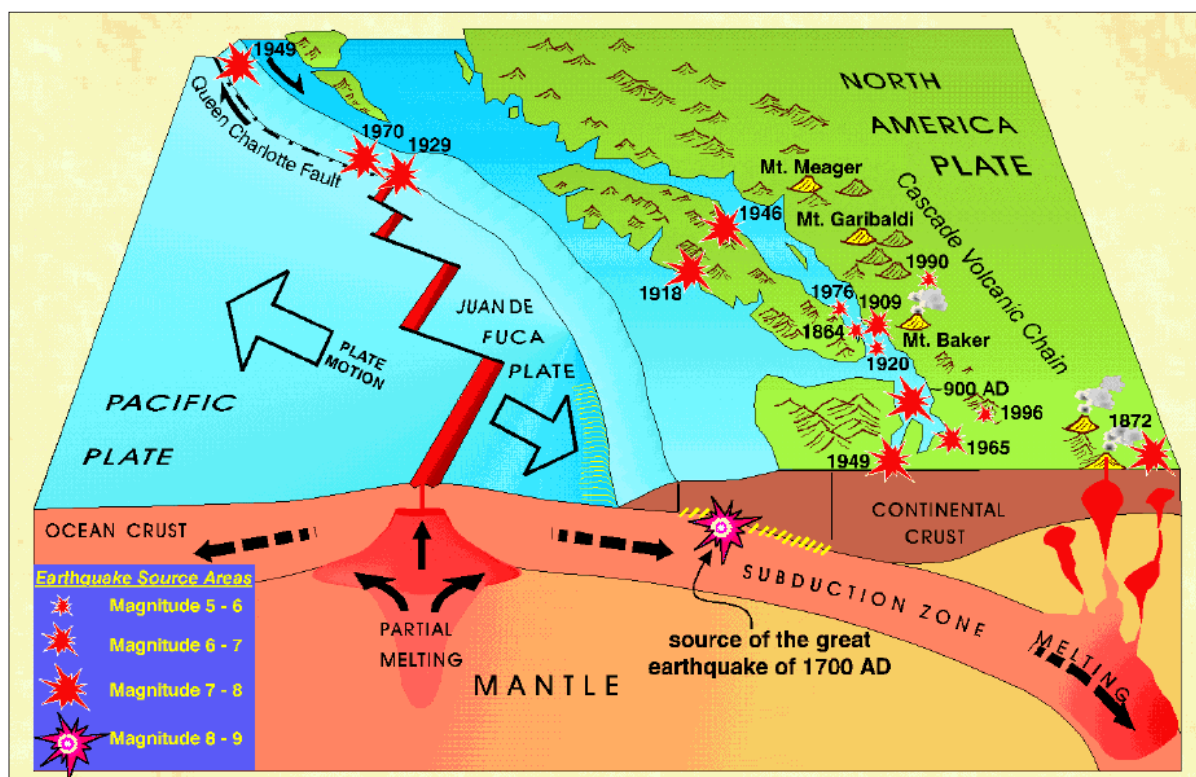 1949
Queen Charlotte Fault
1970
1929
NORTH
AMERICA
PLATE
Mt. Meager
Mt. Garibaldi
Cascade Volcanic Chain
1946
1918
1990
1976
1909
1864
Mt. Baker
1920
~900 AD
1996
1965
1949
1872
JUAN DE
FUCA
PLATE
PLATE
MOTION
PACIFIC
PLATE
OCEAN CRUST
CONTINENTAL
CRUST
SUBDUCTION ZONE
MELTING
PARTIAL
MELTING
MANTLE
source of the great
earthquake of 1700 AD
Earthquake Source Areas
Magnitude 5 - 6
Magnitude 6 - 7
Magnitude 7 - 8
Magnitude 8 - 9